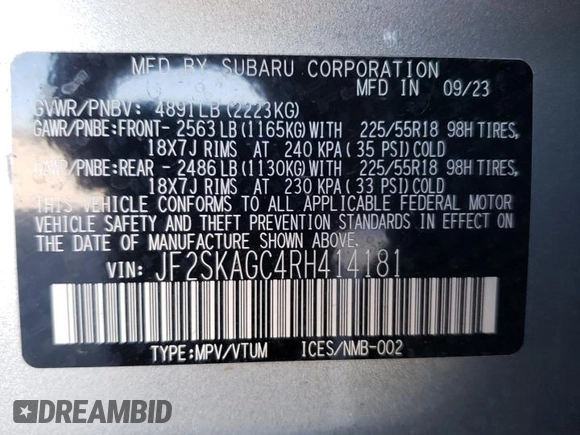 MFD BY SUBARU CORPORATION
MFD IN 09/23
GVWR/PNBV: 4891LB(2223KG)
GAWR/PNBE:FRONT- 2563 LB(1165KG)WITH 225/55R18 98H TIRES,
18X7J RIMS AT 240 KPA(35 PSI)COLD
GAWR/PNBE:REAR - 2486 LB(1130KG)WITH 225/55R18 98H TIRES,
18X7J RIMS AT 230 KPA(33 PSI)COLD
THIS VEHICLE CONFORMS TO ALL APPLICABLE FEDERAL MOTOR
VEHICLE SAFETY AND THEFT PREVENTION STANDARDS IN EFFECT ON
THE DATE OF MANUFACTURE SHOWN ABOVE.
VIN: JF2SKAGC4RH414181
TYPE:MPV/VTUM ICES/NMB-002
DREAMBID